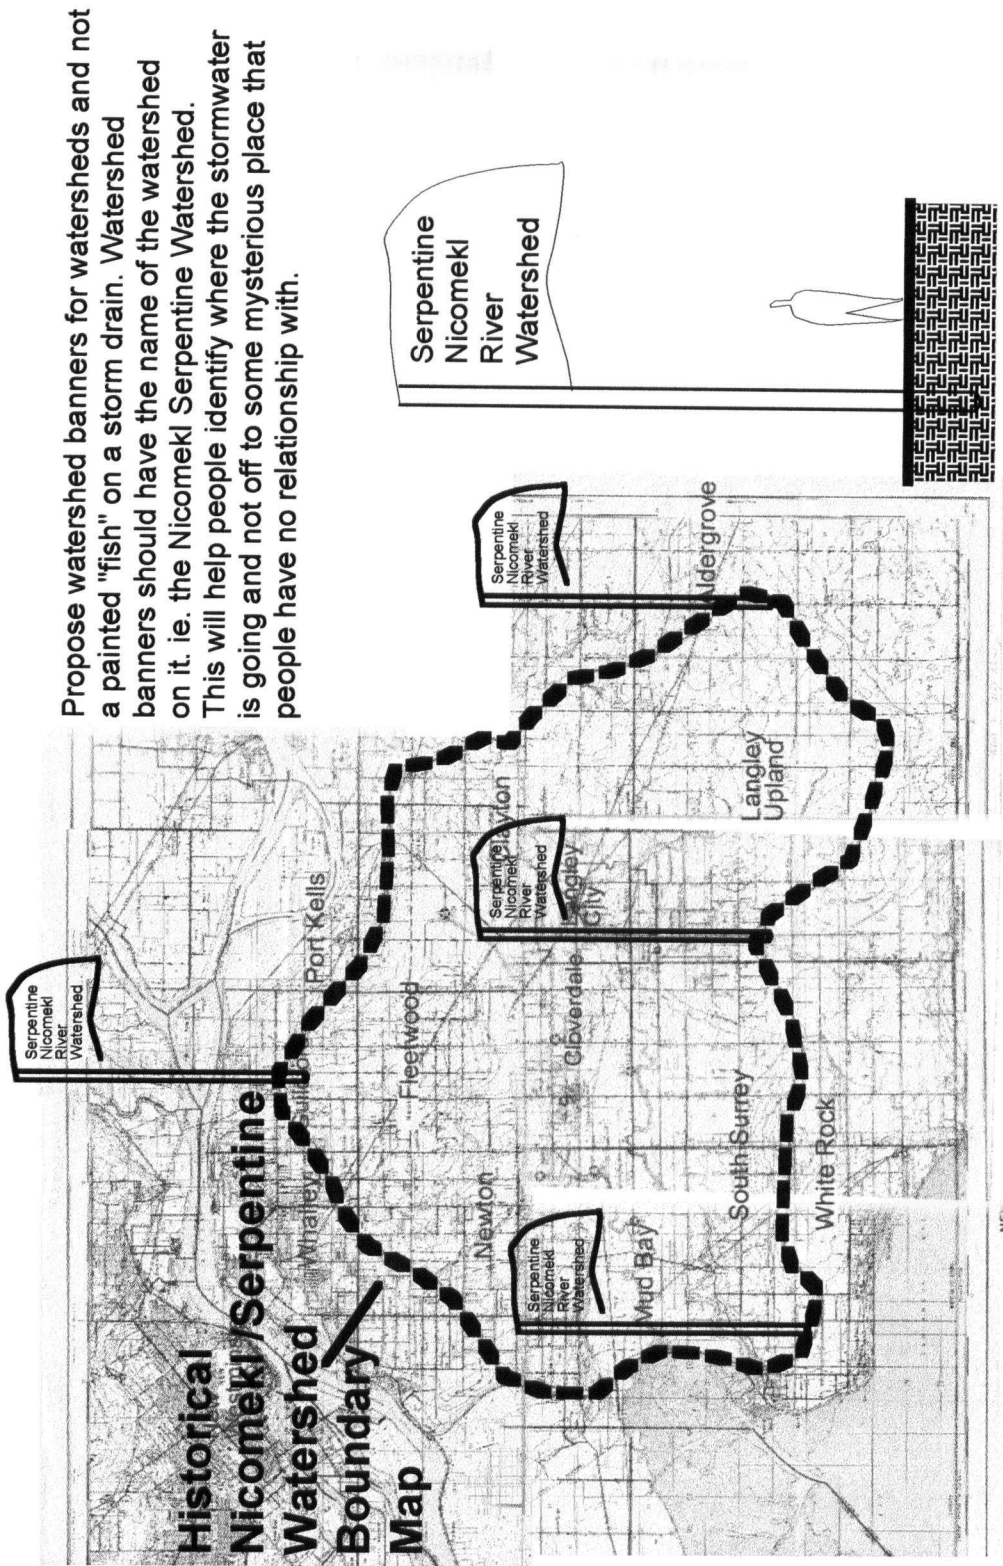 Historical
Nicomekl/Serpentine
Watershed
Boundary
Map
Propose watershed banners for watersheds and not
a painted "fish" on a storm drain. Watershed
banners should have the name of the watershed
on it. ie. the Nicomekl Serpentine Watershed.
This will help people identify where the stormwater
is going and not off to some mysterious place that
people have no relationship with.
Serpentine
Nicomekl
River
Watershed
Serpentine
Nicomekl
River
Watershed
Serpentine
Nicomekl
River
Watershed
Serpentine
Nicomekl
River
Watershed
Serpentine
Nicomekl
River
Watershed
Whalley
Port Kells
Fleetwood
Newton
Cloverdale
Langley
City
Mud Bay
South Surrey
White Rock
Langley
Upland
Aldergrove